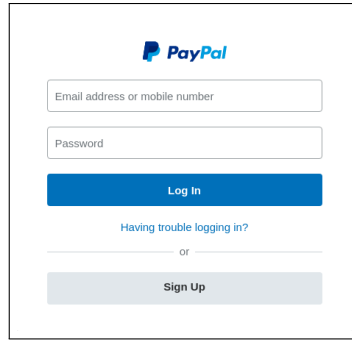 PayPal
Email address or mobile number
Password
Log In
Having trouble logging in?
or
Sign Up